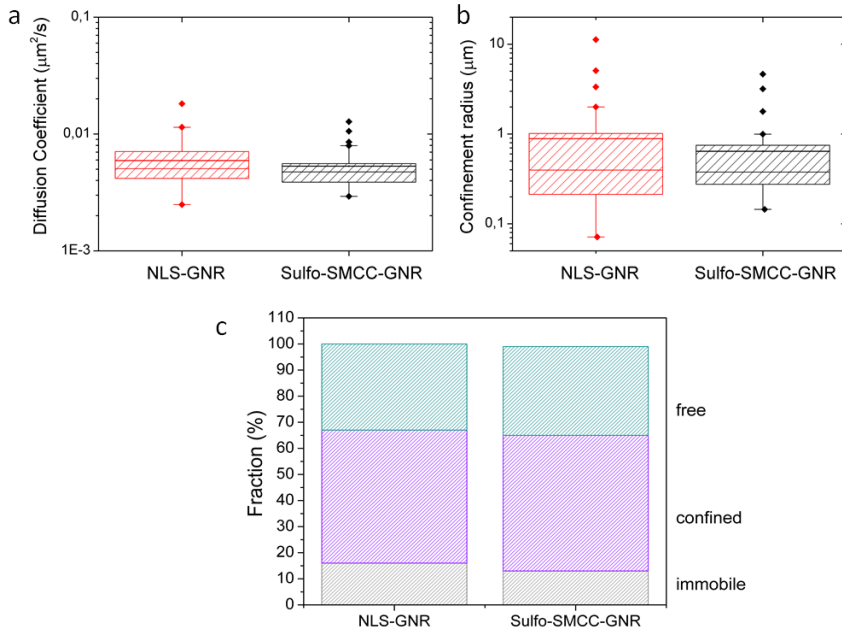 a
0,1
0,01
1E-3
Diffusion Coefficient (μm²/s)
NLS-GNR
Sulfo-SMCC-GNR
b
10
1
0,1
Confinement radius (μm)
NLS-GNR
Sulfo-SMCC-GNR
c
110
100
90
80
70
60
50
40
30
20
10
0
Fraction (%)
free
confined
immobile
NLS-GNR
Sulfo-SMCC-GNR